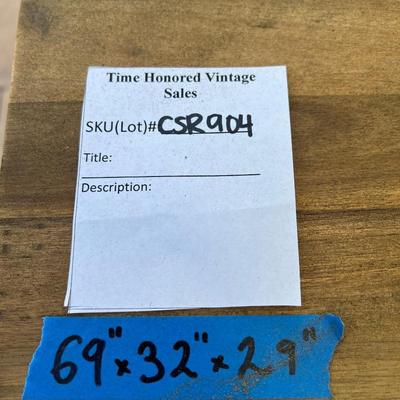 Time Honored Vintage
Sales
SKU(Lot)#CSR904
Title:
Description:
69"x32"x29"